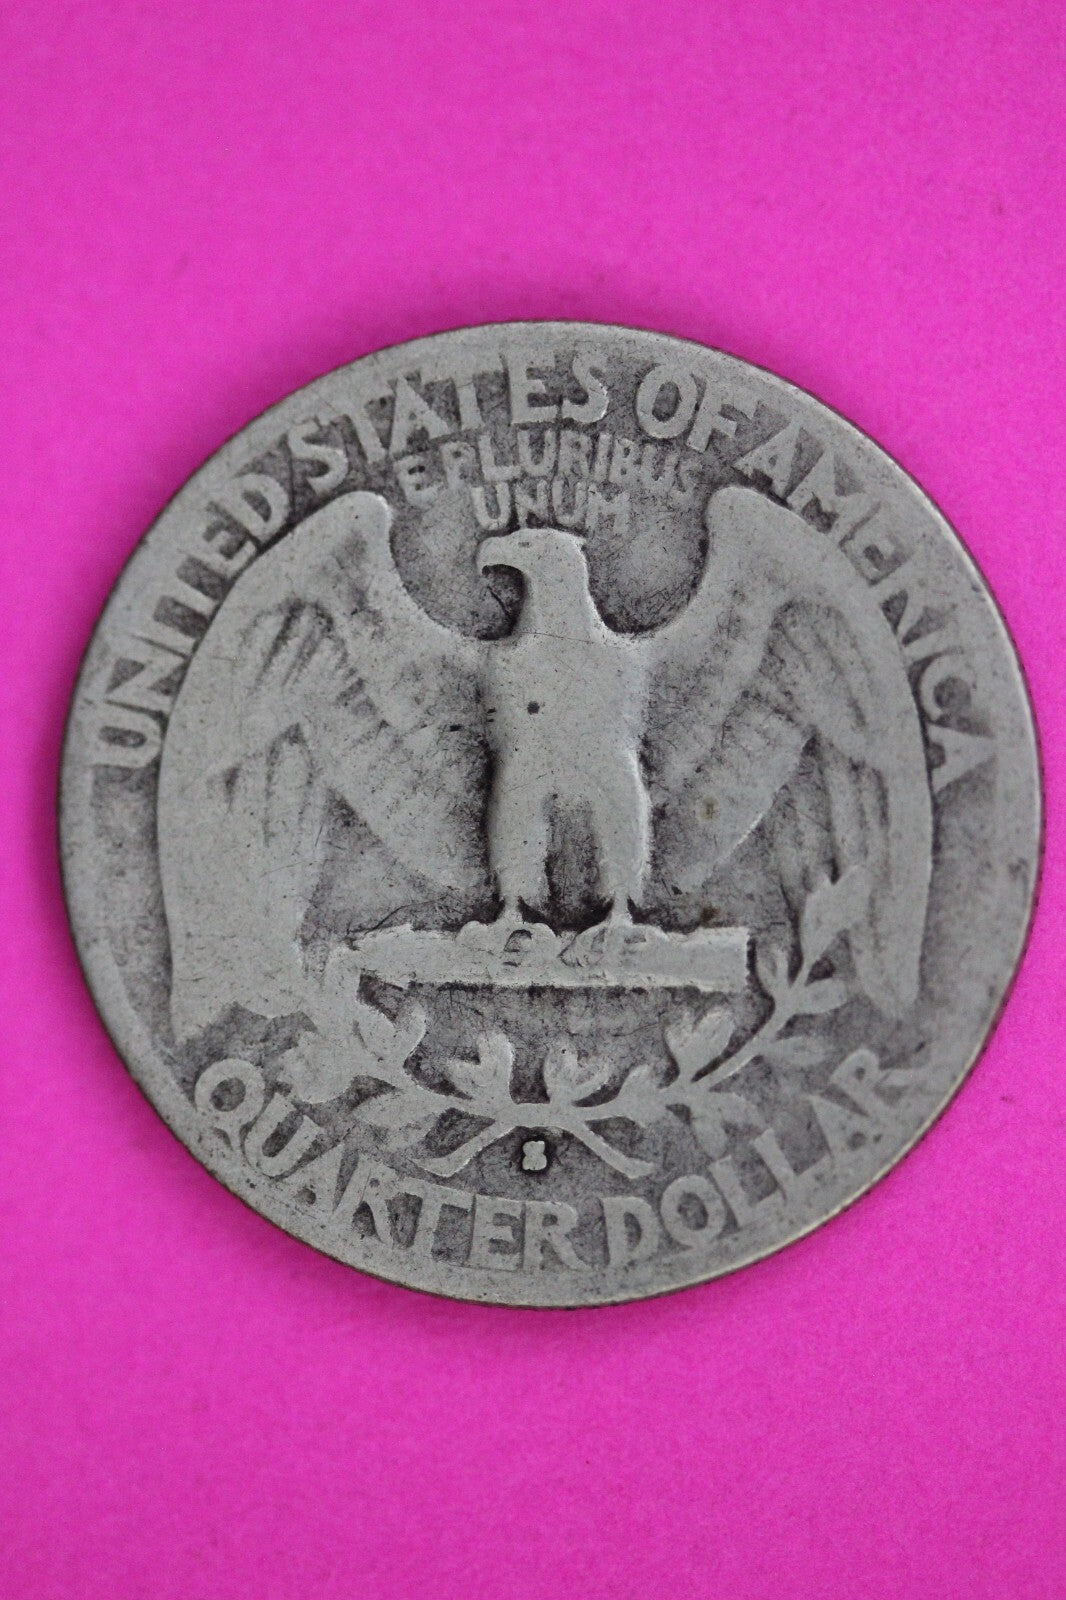 UNITED STATES OF AMERICA
E PLURIBUS
UNUM
S
QUARTER DOLLAR